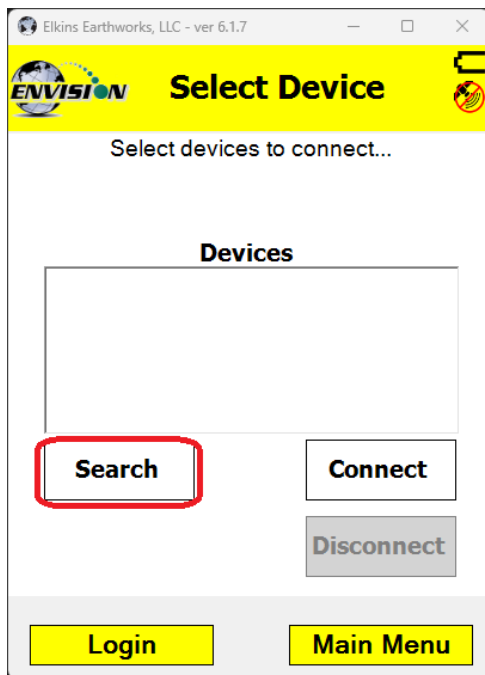 Elkins Earthworks, LLC - ver 6.1.7
ENVISION
Select Device
Select devices to connect...
Devices
Search
Connect
Disconnect
Login
Main Menu